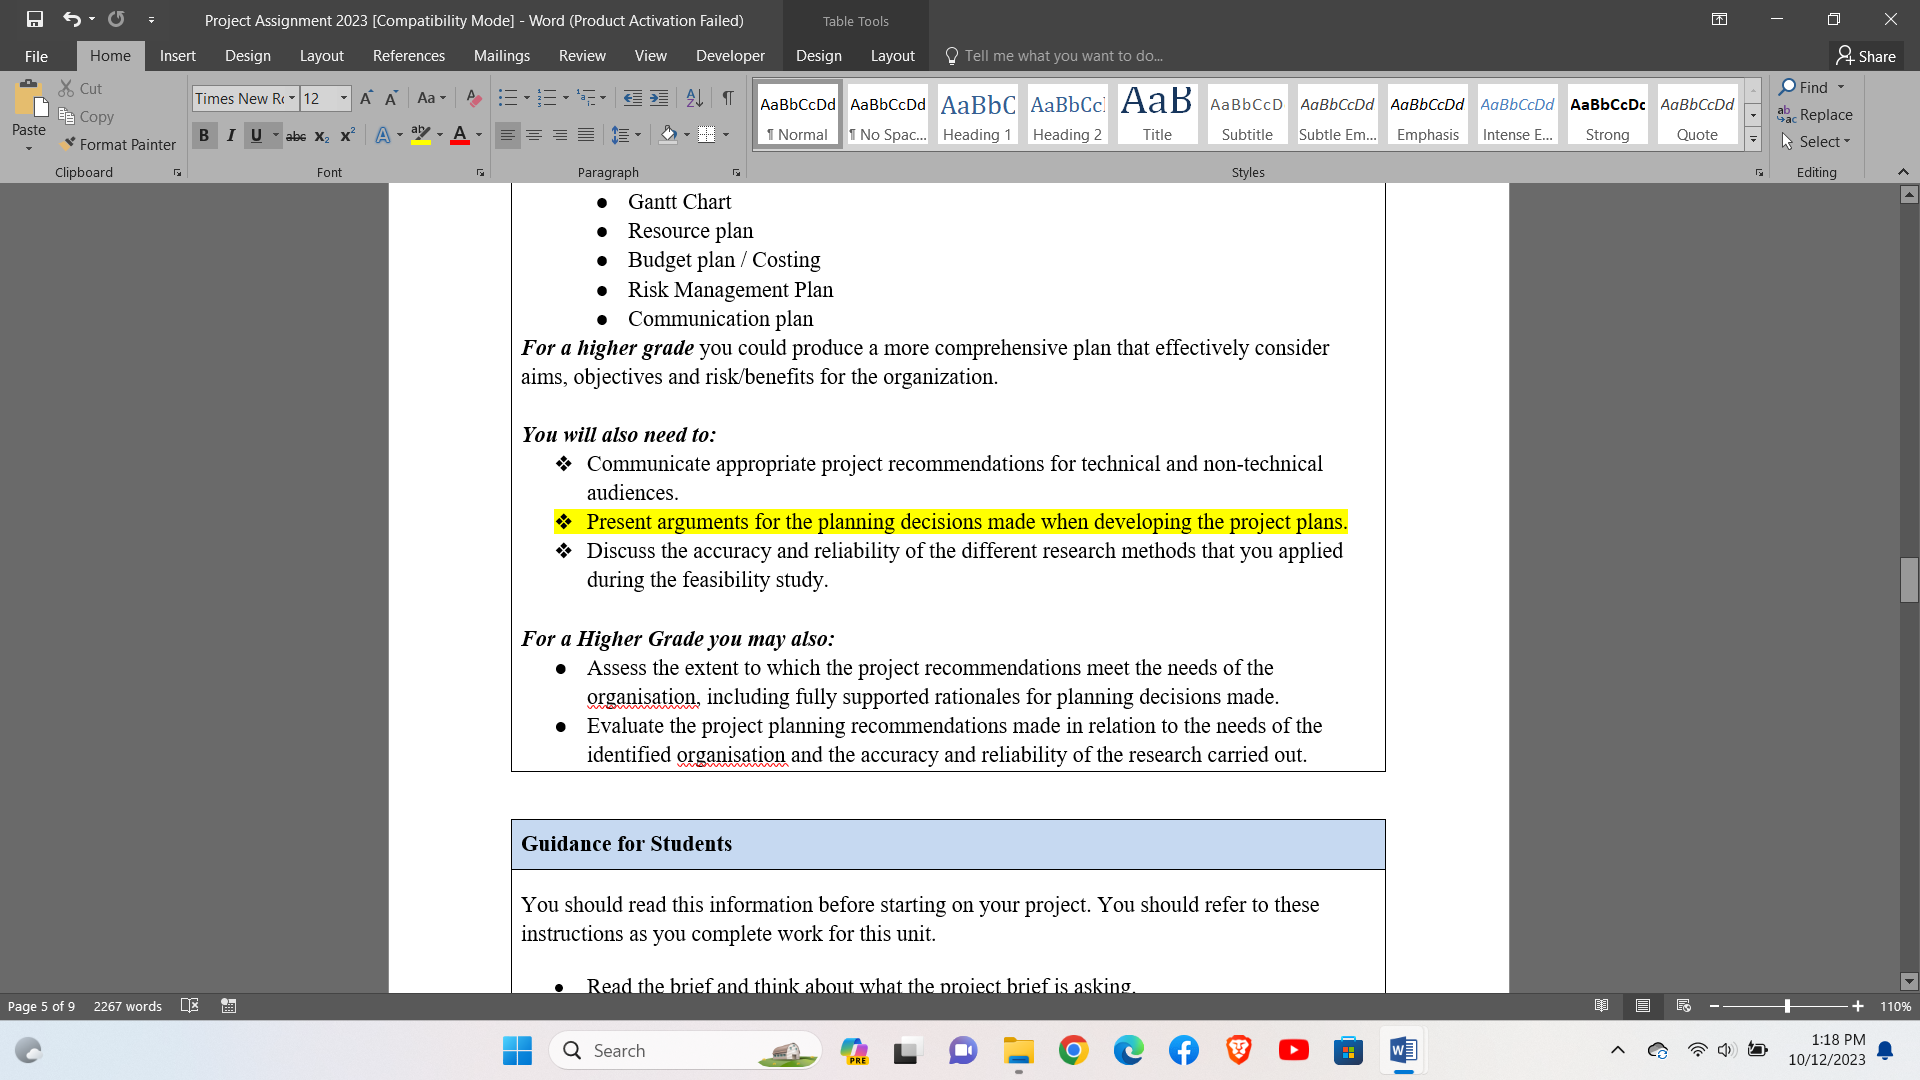 Project Assignment 2023 [Compatibility Mode] - Word (Product Activation Failed)
Table Tools
File Home Insert Design Layout References Mailings Review View Developer Design Layout Tell me what you want to do... Share
Paste
Cut
Copy
Format Painter
Clipboard
Times New Rc 12
Aa
B I U abc X2 X2 A ab A
Font
Paragraph
AaBbCcDd AaBbCcDd AaBbC AaBbCc AaB AaBbCcD AaBbCcDd AaBbCcDd AaBbCcDd AaBbCcDc AaBbCcDd
¶ Normal ¶ No Spac... Heading 1 Heading 2 Title Subtitle Subtle Em... Emphasis Intense E... Strong Quote
Styles
Find
Replace
Select
Editing
● Gantt Chart
● Resource plan
● Budget plan / Costing
● Risk Management Plan
● Communication plan
For a higher grade you could produce a more comprehensive plan that effectively consider
aims, objectives and risk/benefits for the organization.
You will also need to:
❖ Communicate appropriate project recommendations for technical and non-technical
audiences.
❖ Present arguments for the planning decisions made when developing the project plans.
❖ Discuss the accuracy and reliability of the different research methods that you applied
during the feasibility study.
For a Higher Grade you may also:
● Assess the extent to which the project recommendations meet the needs of the
organisation, including fully supported rationales for planning decisions made.
● Evaluate the project planning recommendations made in relation to the needs of the
identified organisation and the accuracy and reliability of the research carried out.
Guidance for Students
You should read this information before starting on your project. You should refer to these
instructions as you complete work for this unit.
● Read the brief and think about what the project brief is asking.
Page 5 of 9 2267 words 110%
Search
PRE
1:18 PM
10/12/2023